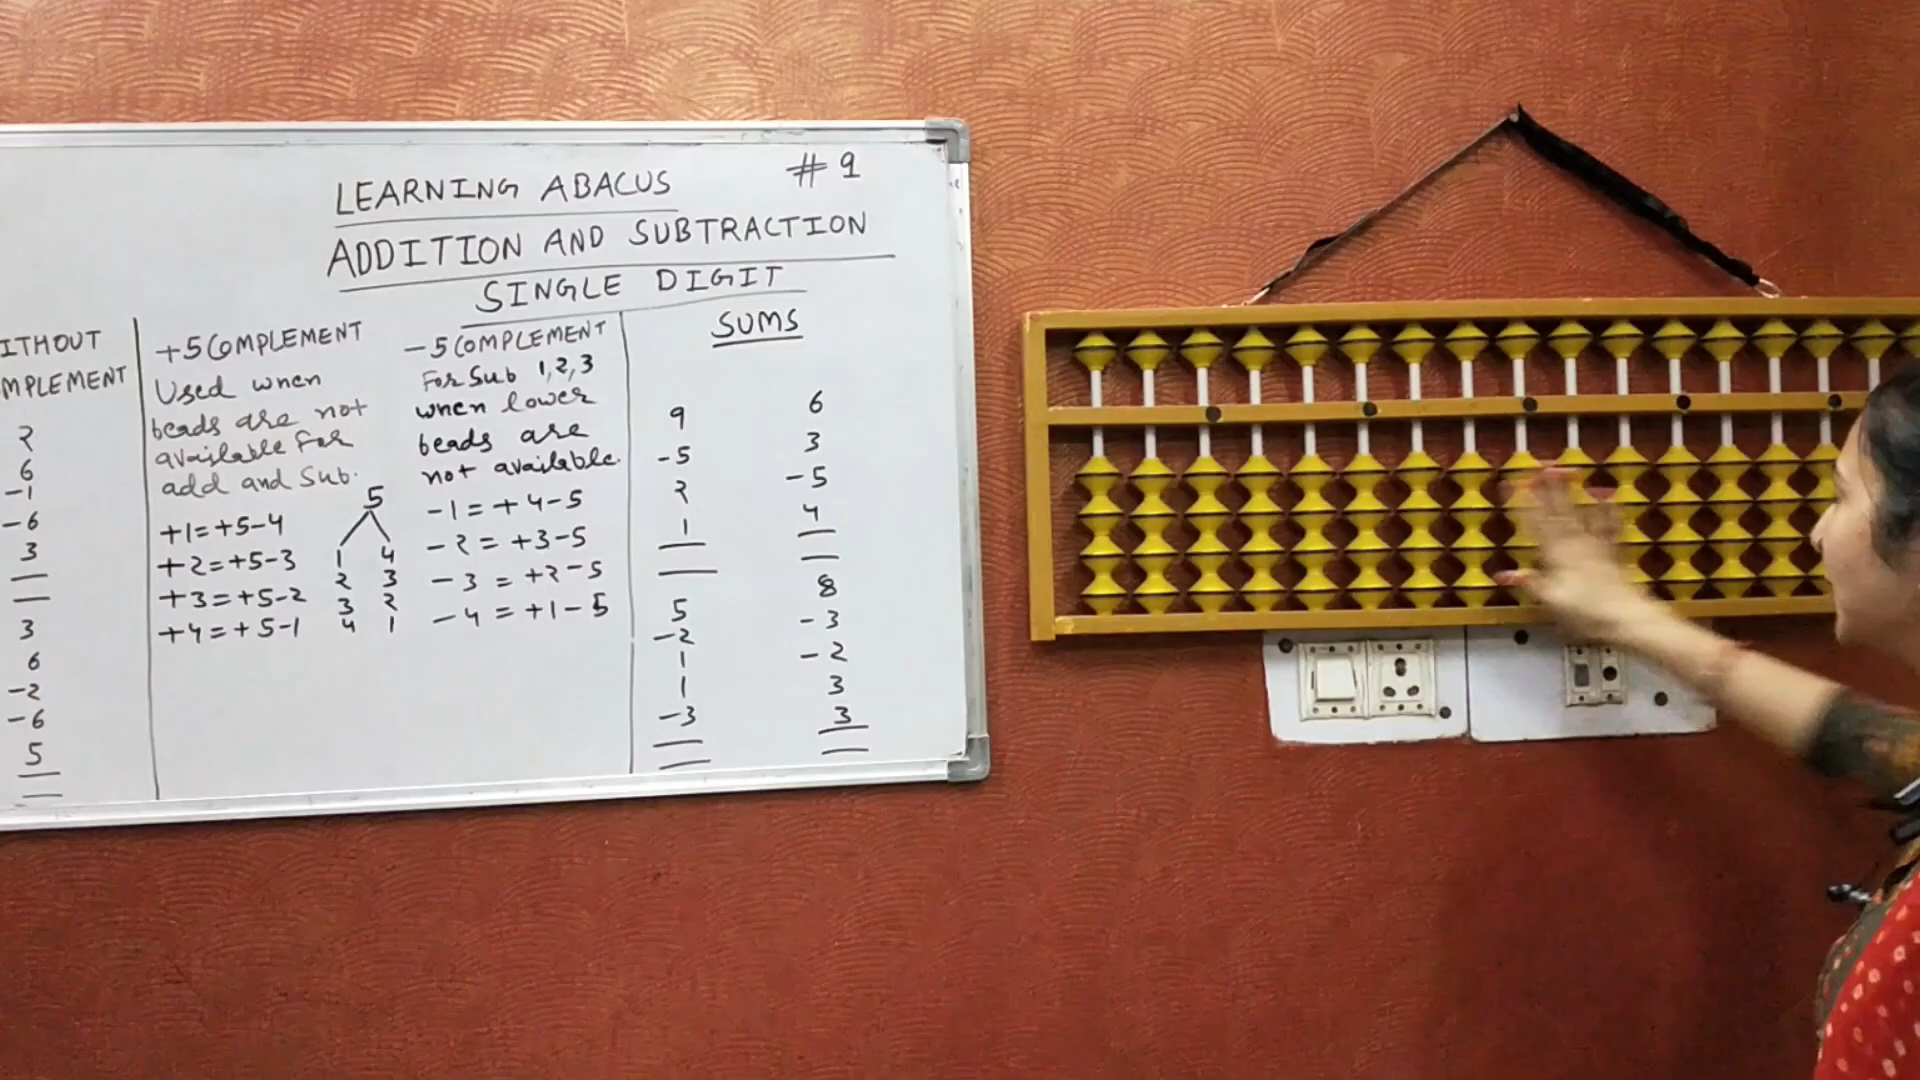 # 9
LEARNING ABACUS
ADDITION AND SUBTRACTION
SINGLE DIGIT
ITHOUT
MPLEMENT
2
6
-1
-6
3
3
6
-2
-6
5
+5 COMPLEMENT
Used when
beads are not
available for
add and Sub.
+1=+5-4
+2=+5-3
+3=+5-2
+4=+5-1
5
1 4
2 3
3 2
4 1
-5 COMPLEMENT
For Sub 1,2,3
when lower
beads are
not available.
-1=+4-5
-2=+3-5
-3=+2-5
-4=+1-5
SUMS
9
-5
2
1
5
-2
1
1
-3
6
3
-5
4
8
-3
-2
3
3